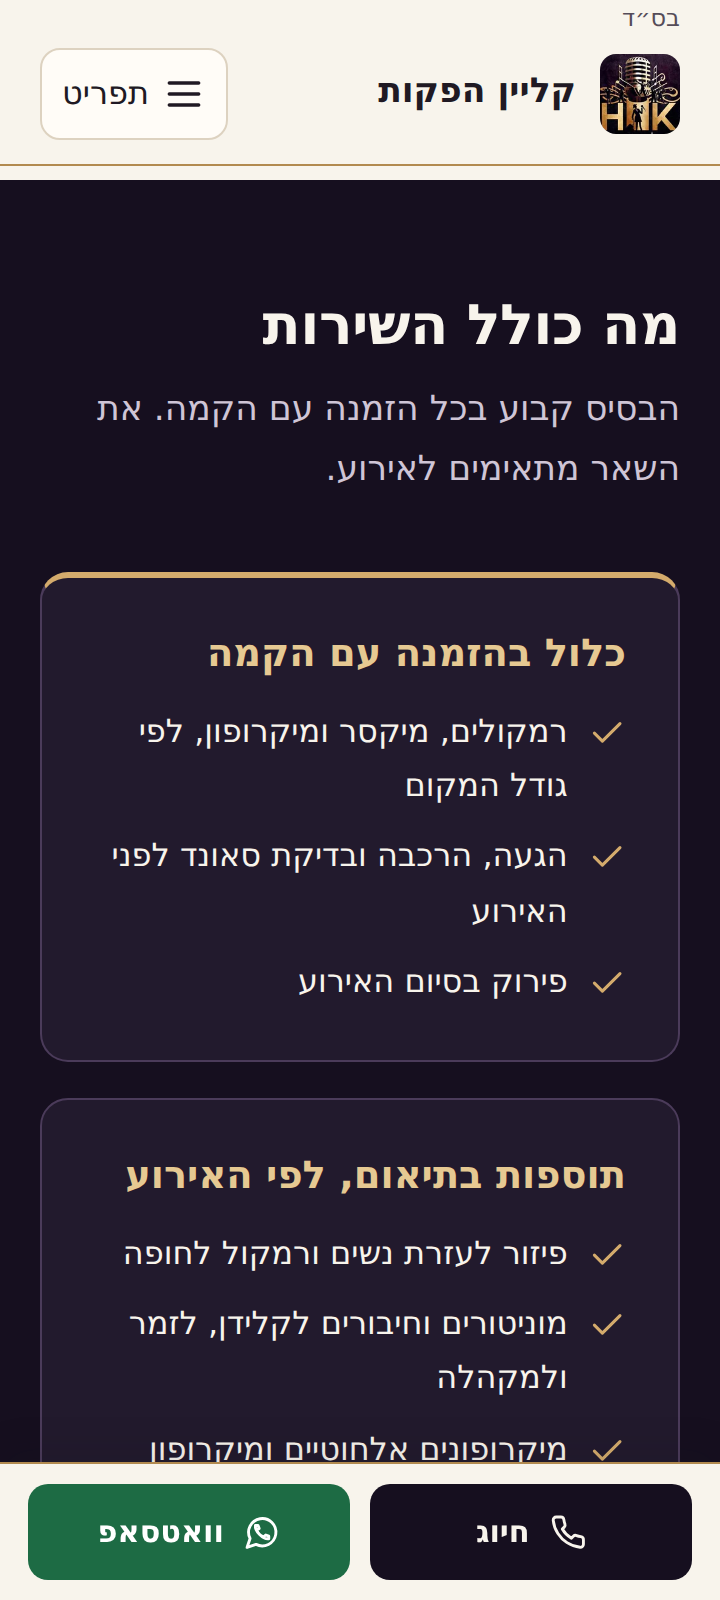 בס״ד
קליין הפקות
תפריט
מה כולל השירות
הבסיס קבוע בכל הזמנה עם הקמה. את
השאר מתאימים לאירוע.
כלול בהזמנה עם הקמה
רמקולים, מיקסר ומיקרופון, לפי
גודל המקום
הגעה, הרכבה ובדיקת סאונד לפני
האירוע
פירוק בסיום האירוע
תוספות בתיאום, לפי האירוע
פיזור לעזרת נשים ורמקול לחופה
מוניטורים וחיבורים לקלידן, לזמר
ולמקהלה
מיקרופונים אלחוטיים ומיקרופון
חיוג
וואטסאפ